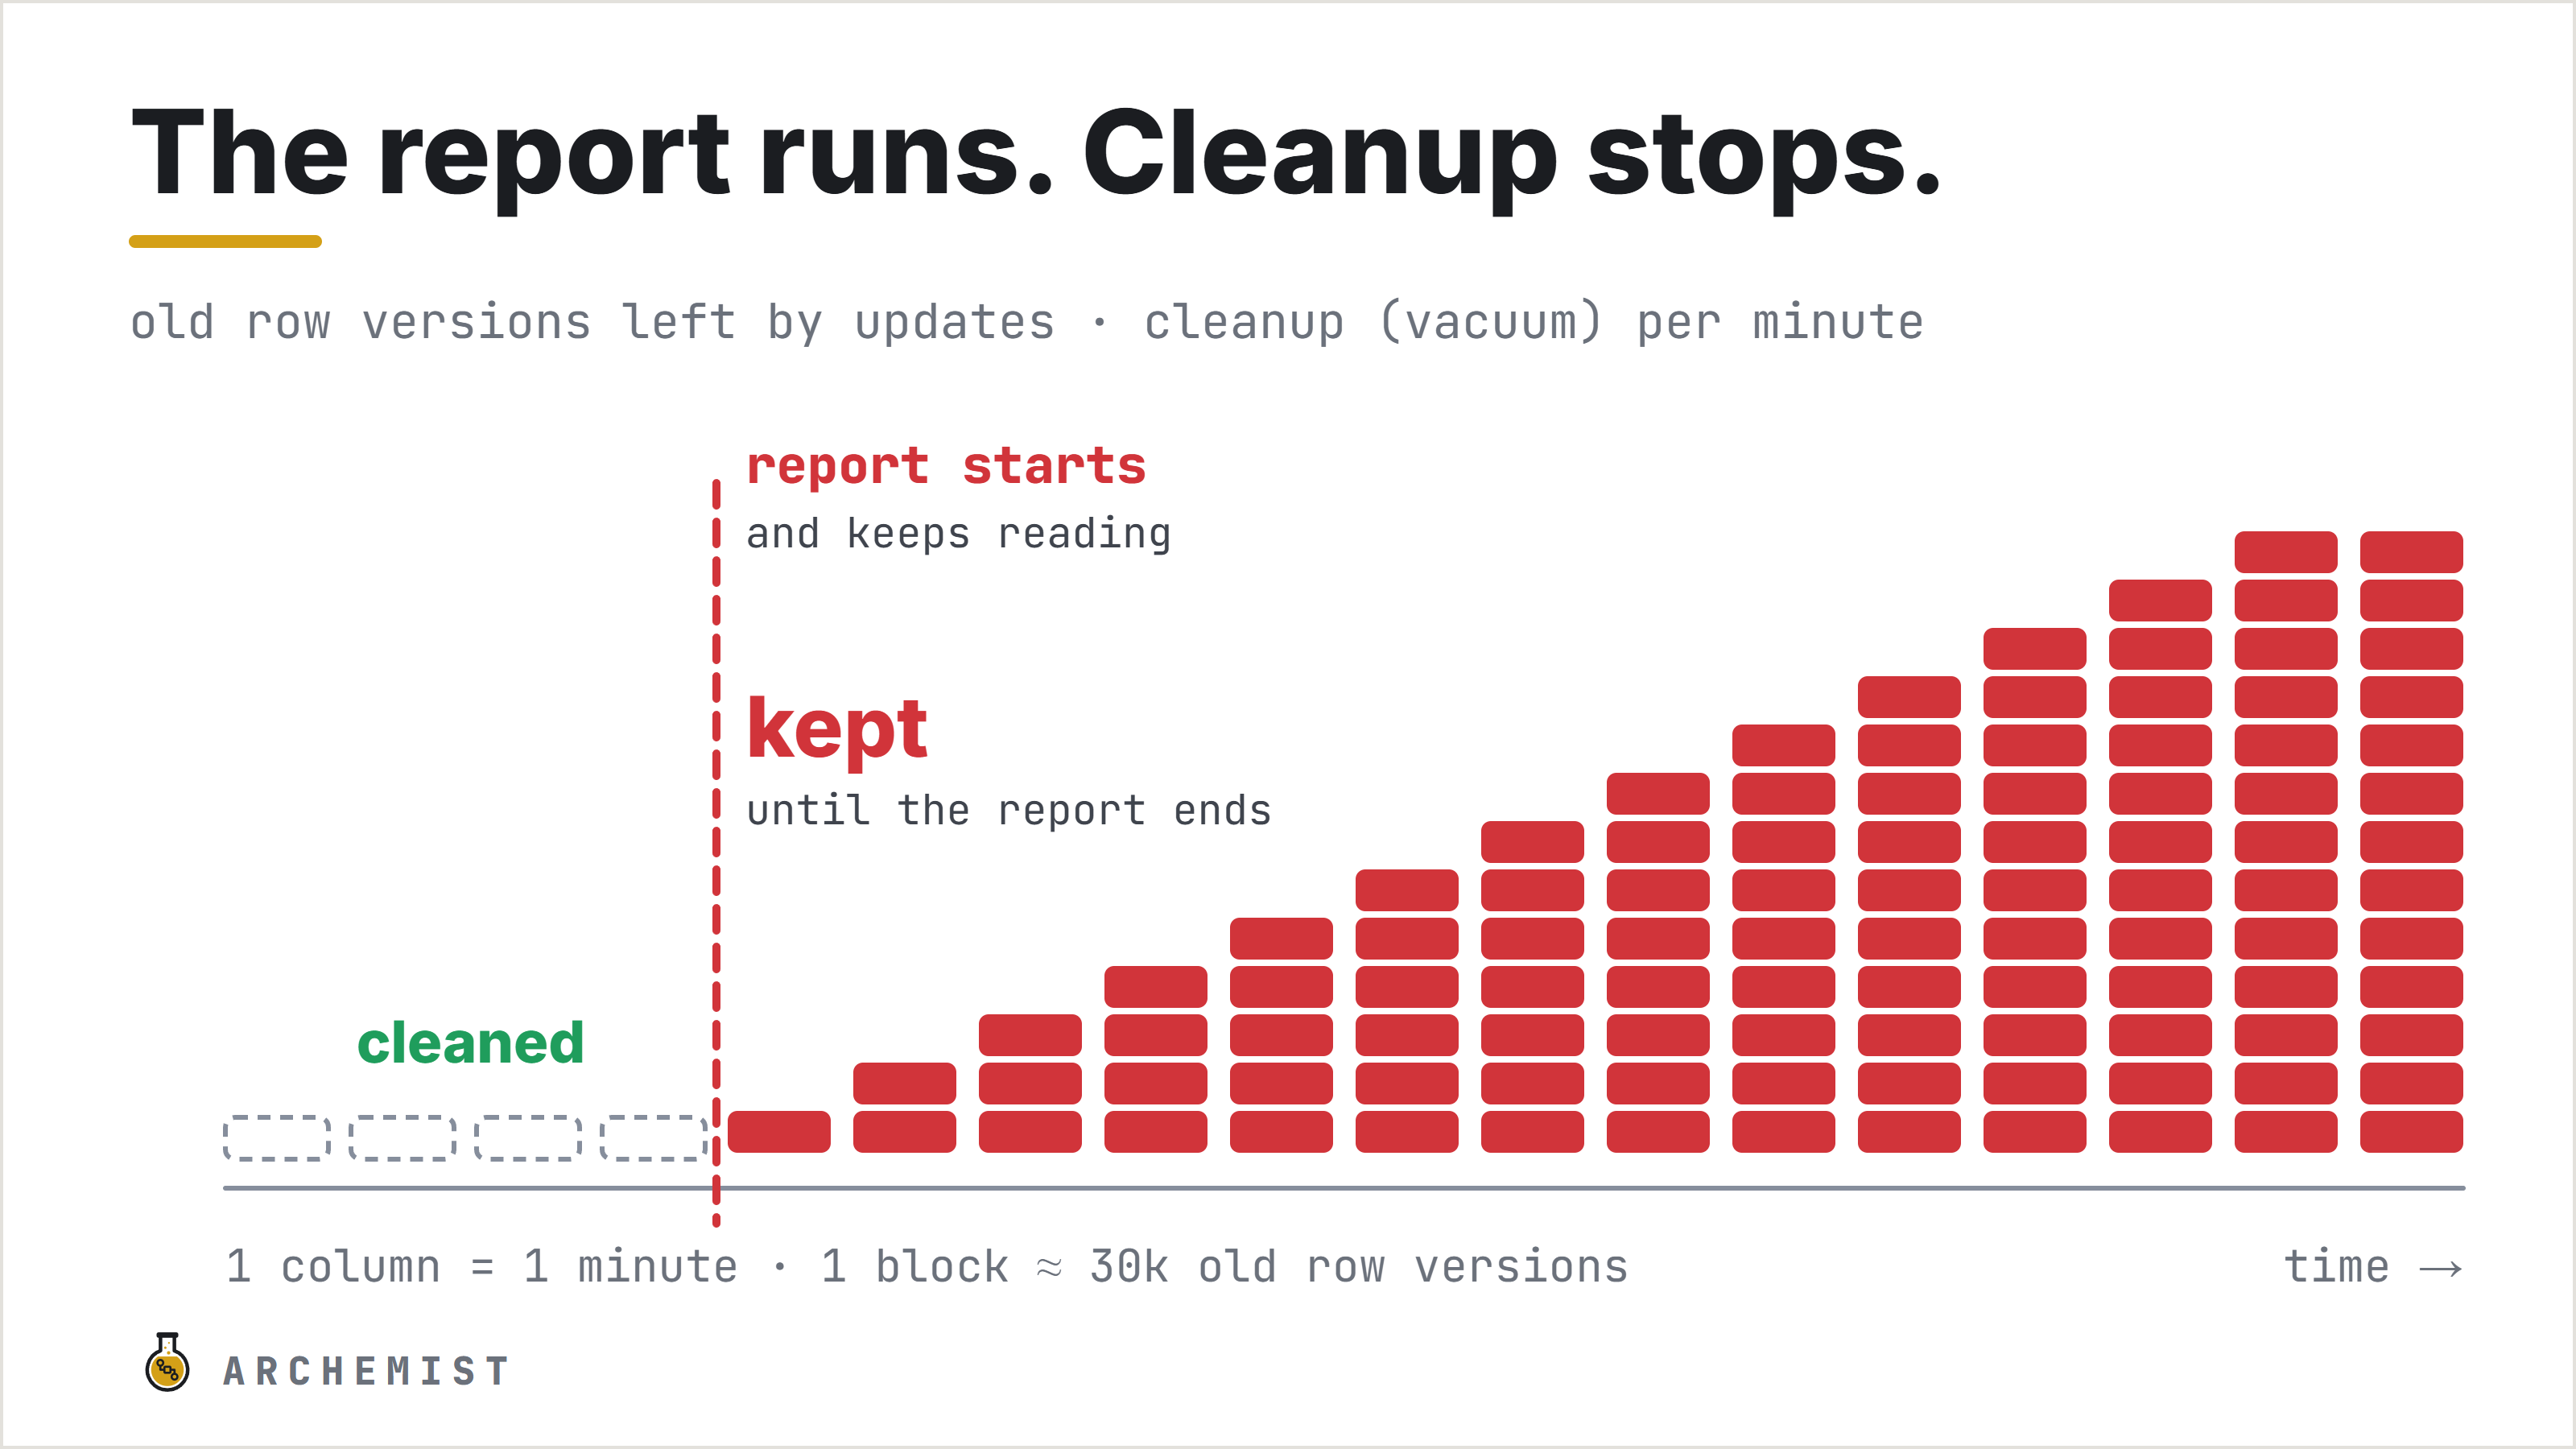 The report runs. Cleanup stops.
old row versions left by updates · cleanup (vacuum) per minute
report starts
and keeps reading
kept
until the report ends
cleaned
1 column = 1 minute · 1 block ≈ 30k old row versions
time →
ARCHEMIST